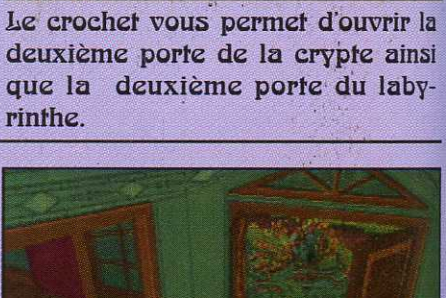 Le crochet vous permet d'ouvrir la
deuxième porte de la crypte ainsi
que la deuxième porte du laby-
rinthe.